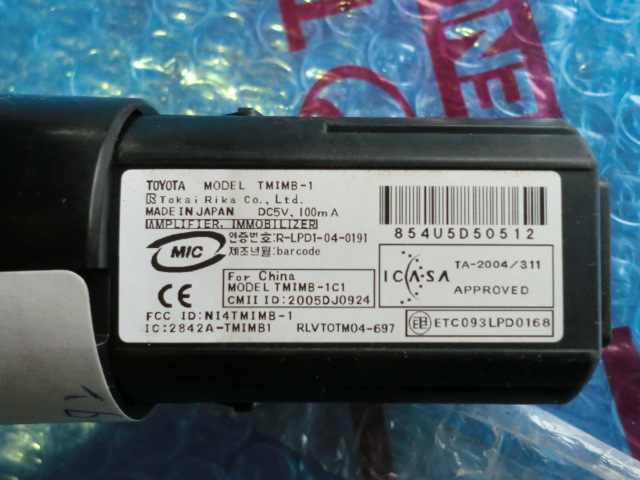 TOYOTA MODEL TMIMB-1
Tokai Rika Co., Ltd.
MADE IN JAPAN DC5V, 100mA
AMPLIFIER, IMMOBILIZER
MIC
인증번호:R-LPD1-04-0191
제조년월:barcode
For China
MODEL TMIMB-1C1
CMII ID:2005DJ0924
CE
FCC ID:NI4TMIMB-1
IC:2842A-TMIMB1 RLVTOTM04-697
854U5D50512
ICASA
TA-2004/311
APPROVED
ETC093LPD0168